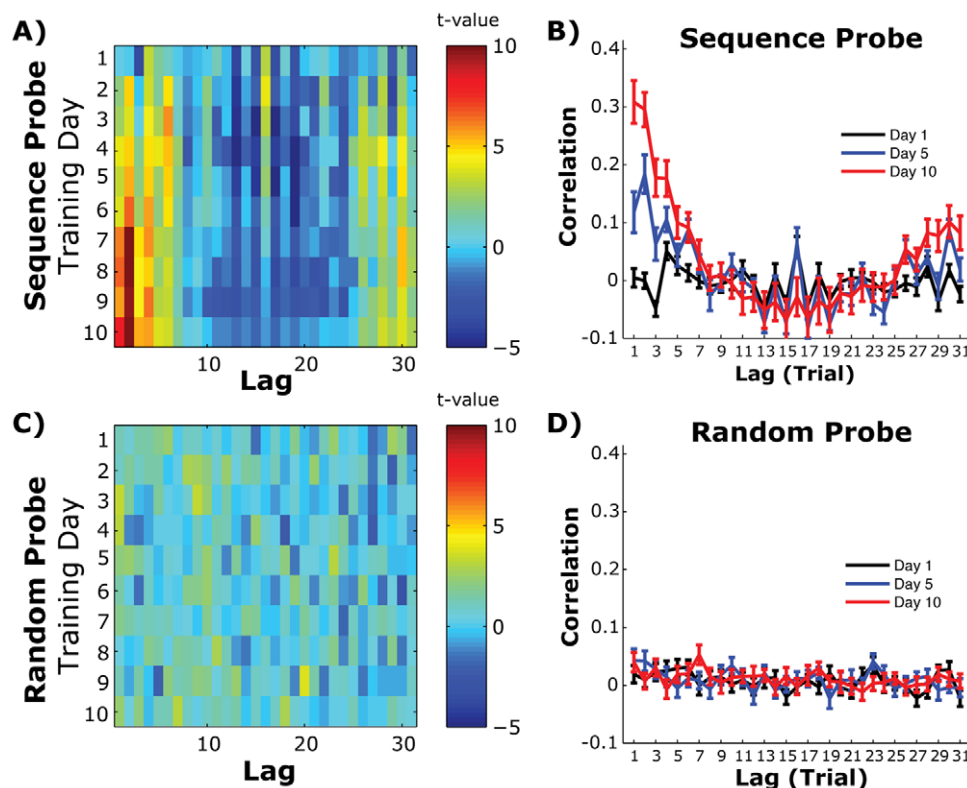 A)
t-value
Sequence Probe
Training Day
1
2
3
4
5
6
7
8
9
10
10 20 30
Lag
10
5
0
−5
B)
Sequence Probe
0.4
0.3
0.2
0.1
0
-0.1
Correlation
Day 1
Day 5
Day 10
1 3 5 7 9 11 13 15 17 19 21 23 25 27 29 31
Lag (Trial)
C)
t-value
Random Probe
Training Day
1
2
3
4
5
6
7
8
9
10
10 20 30
Lag
10
5
0
−5
D)
Random Probe
0.4
0.3
0.2
0.1
0
-0.1
Correlation
Day 1
Day 5
Day 10
1 3 5 7 9 11 13 15 17 19 21 23 25 27 29 31
Lag (Trial)